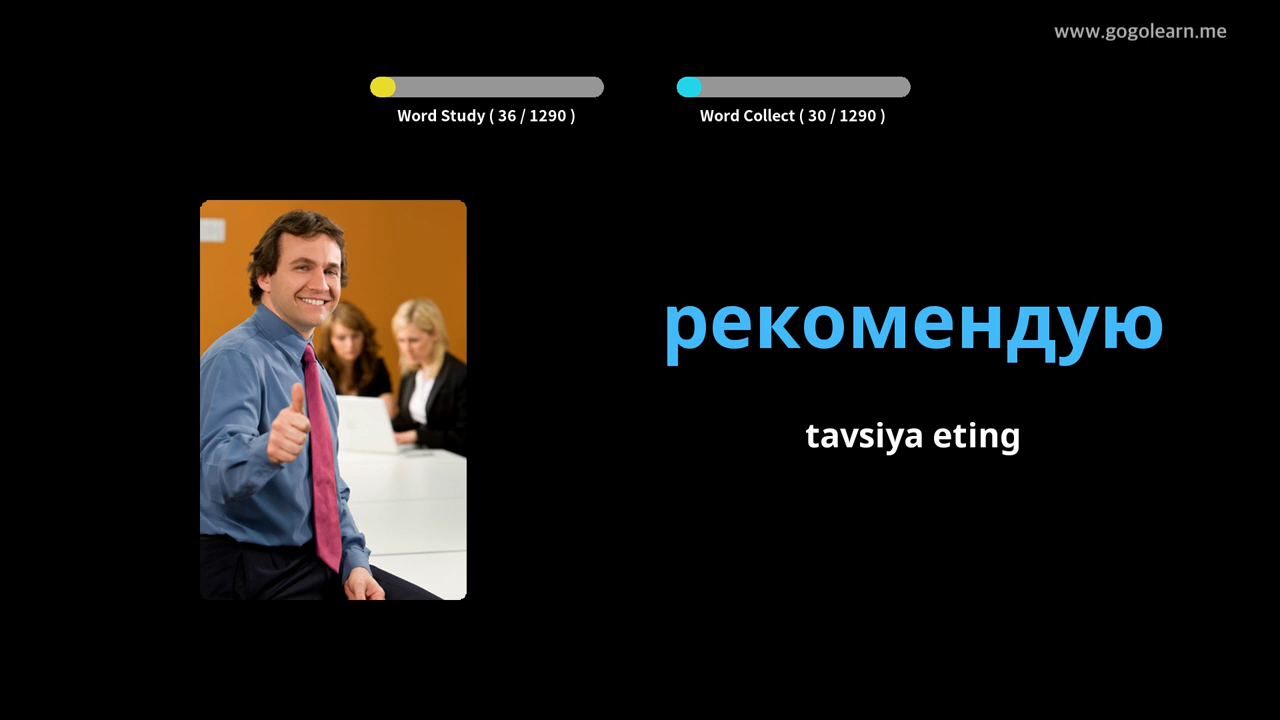 www.gogolearn.me
Word Study ( 36 / 1290 )
Word Collect ( 30 / 1290 )
рекомендую
tavsiya eting